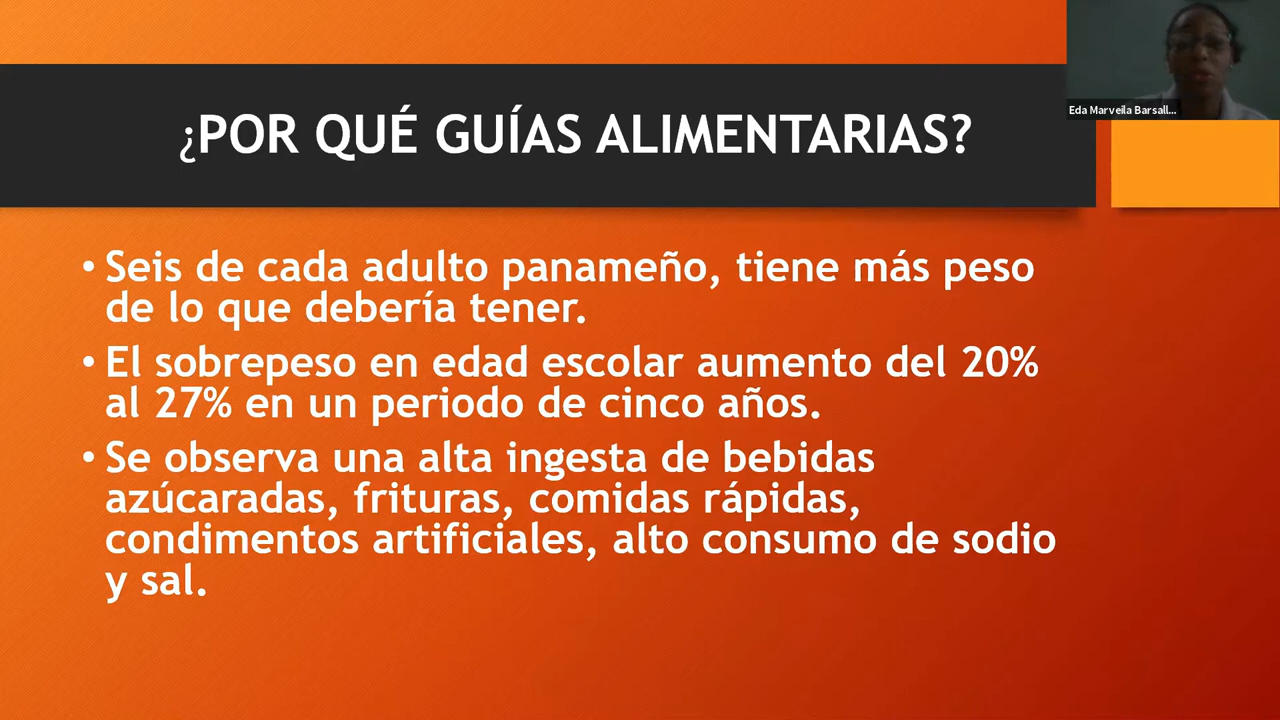 Eda Marveila Barsall...
¿POR QUÉ GUÍAS ALIMENTARIAS?
• Seis de cada adulto panameño, tiene más peso
de lo que debería tener.
• El sobrepeso en edad escolar aumento del 20%
al 27% en un periodo de cinco años.
• Se observa una alta ingesta de bebidas
azúcaradas, frituras, comidas rápidas,
condimentos artificiales, alto consumo de sodio
y sal.